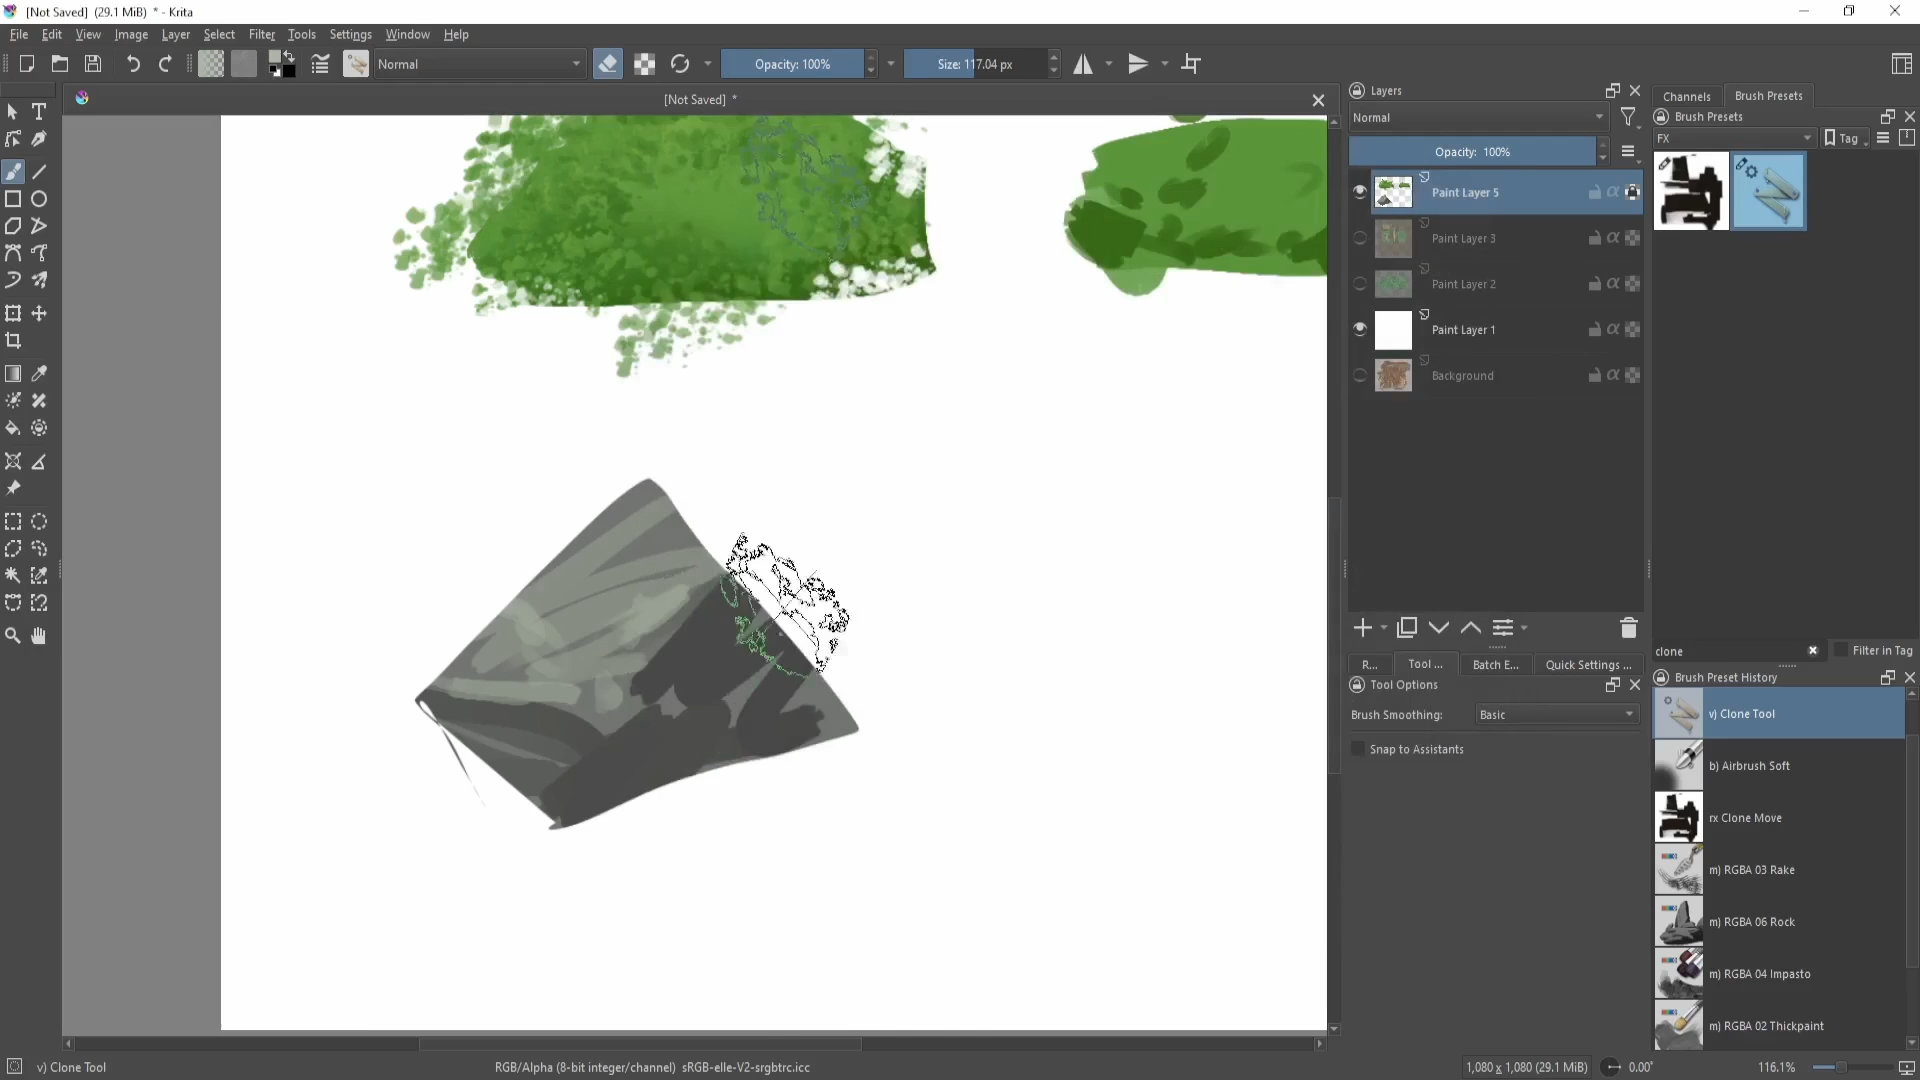 [Not Saved] (29.1 MiB) * - Krita
File Edit View Image Layer Select Filter Tools Settings Window Help
Normal
Opacity: 100%
Size: 117.04 px
[Not Saved] *
Layers
Normal
Opacity: 100%
Paint Layer 5
Paint Layer 3
Paint Layer 2
Paint Layer 1
Background
R... Tool ... Batch E... Quick Settings ...
Tool Options
Brush Smoothing: Basic
Snap to Assistants
Channels Brush Presets
Brush Presets
FX
Tag
clone
Filter in Tag
Brush Preset History
v) Clone Tool
b) Airbrush Soft
rx Clone Move
m) RGBA 03 Rake
m) RGBA 06 Rock
m) RGBA 04 Impasto
m) RGBA 02 Thickpaint
v) Clone Tool
RGB/Alpha (8-bit integer/channel) sRGB-elle-V2-srgbtrc.icc
1,080 x 1,080 (29.1 MiB)
0.00°
116.1%